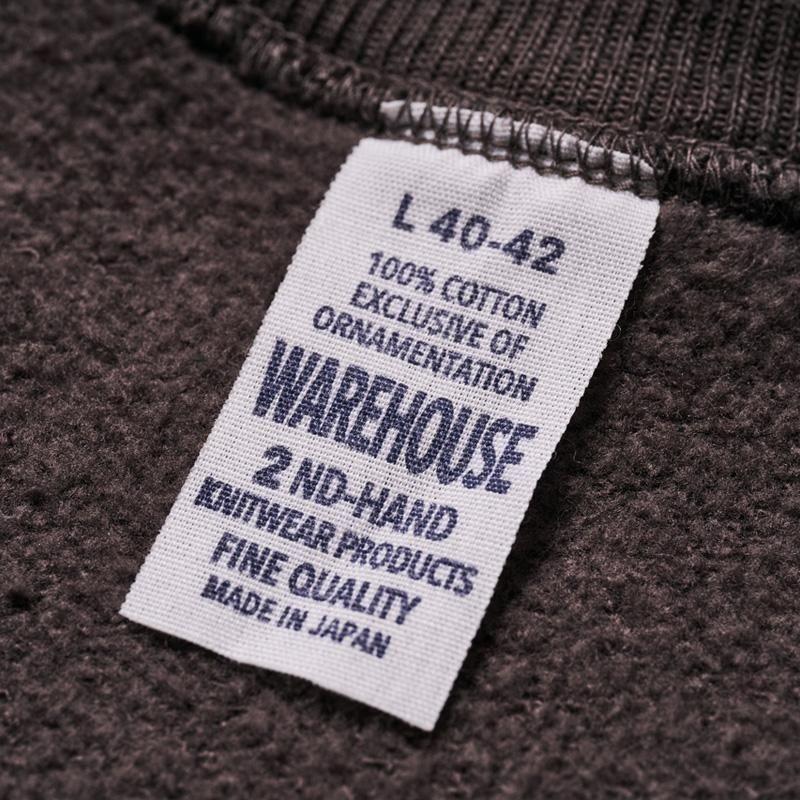 L 40-42
100% COTTON
EXCLUSIVE OF
ORNAMENTATION
WAREHOUSE
2 ND-HAND
KNITWEAR PRODUCTS
FINE QUALITY
MADE IN JAPAN